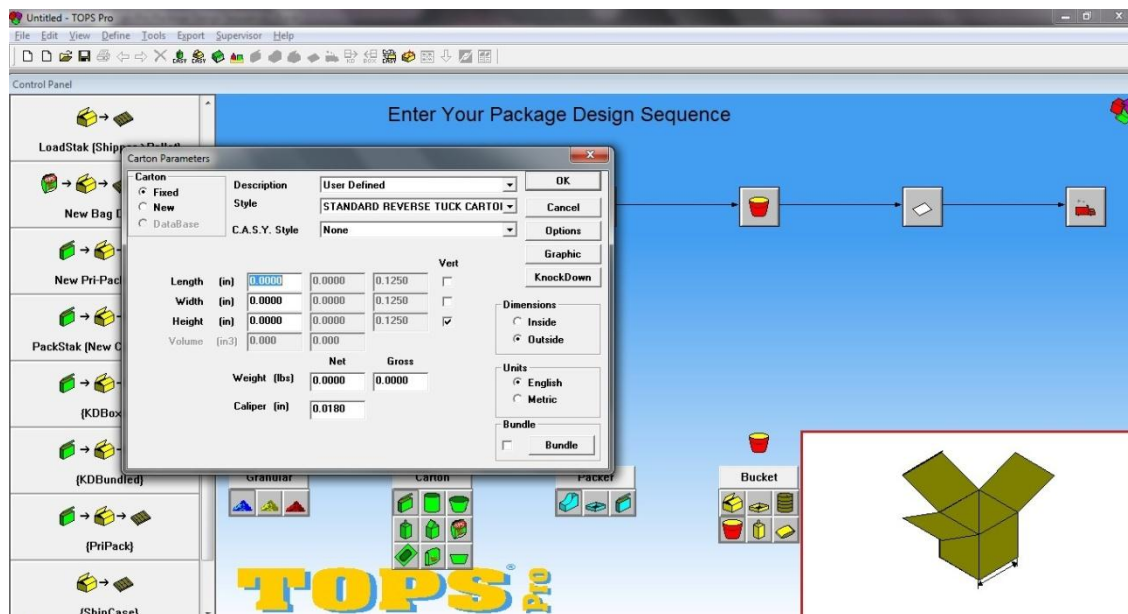 Untitled - TOPS Pro
File Edit View Define Tools Export Supervisor Help
Control Panel
Enter Your Package Design Sequence
LoadStak (Shipper->Pallet)
New Bag D
New Pri-Pac
PackStak (New C
(KDBox
(KDBundled)
(PriPack)
(ShipCase)
Carton Parameters
Carton
Fixed
New
DataBase
Description User Defined
Style STANDARD REVERSE TUCK CARTO
C.A.S.Y. Style None
OK
Cancel
Options
Graphic
KnockDown
Vert
Length (in) 0.0000 0.0000 0.1250
Width (in) 0.0000 0.0000 0.1250
Height (in) 0.0000 0.0000 0.1250
Volume (in3) 0.000 0.000
Net Gross
Weight (lbs) 0.0000 0.0000
Caliper (in) 0.0180
Dimensions
Inside
Outside
Units
English
Metric
Bundle
Bundle
Granular Carton Packet Bucket
TOPS® Pro